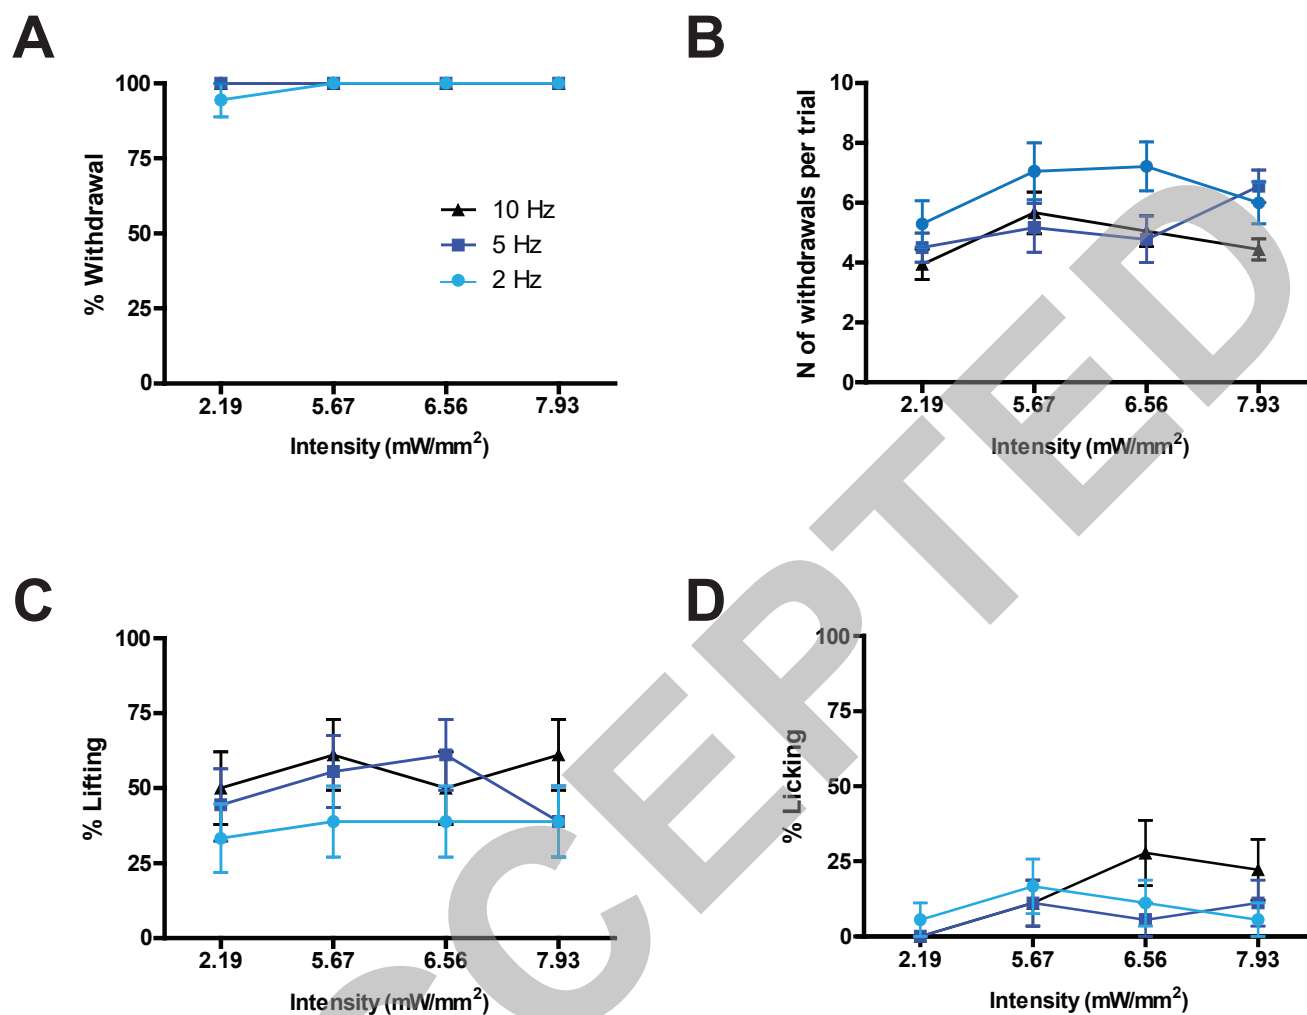 A
100
75
50
25
0
% Withdrawal
10 Hz
5 Hz
2 Hz
2.19 5.67 6.56 7.93
Intensity (mW/mm²)
B
10
8
6
4
2
0
N of withdrawals per trial
2.19 5.67 6.56 7.93
Intensity (mW/mm²)
C
100
75
50
25
0
% Lifting
2.19 5.67 6.56 7.93
Intensity (mW/mm²)
D
100
75
50
25
0
% Licking
2.19 5.67 6.56 7.93
Intensity (mW/mm²)
CCEPTED